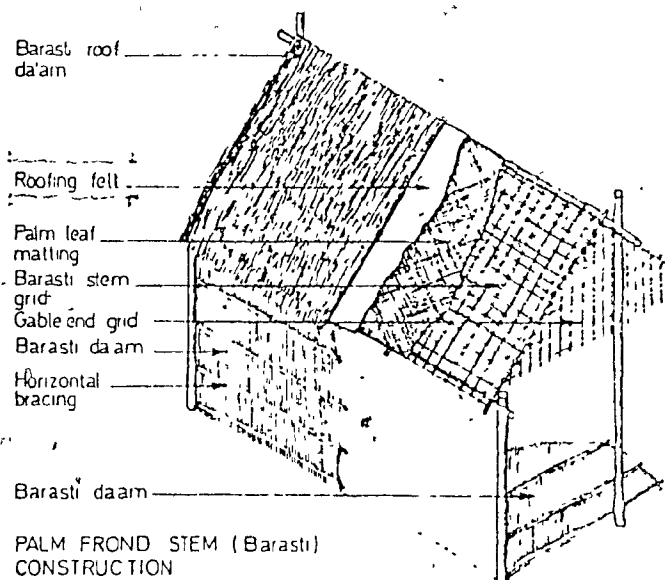 Barasti roof
da'am
Roofing felt
Palm leaf
matting
Barasti stem
grid
Gable end grid
Barasti da'am
Horizontal
bracing
Barasti daam
PALM FROND STEM (Barasti)
CONSTRUCTION